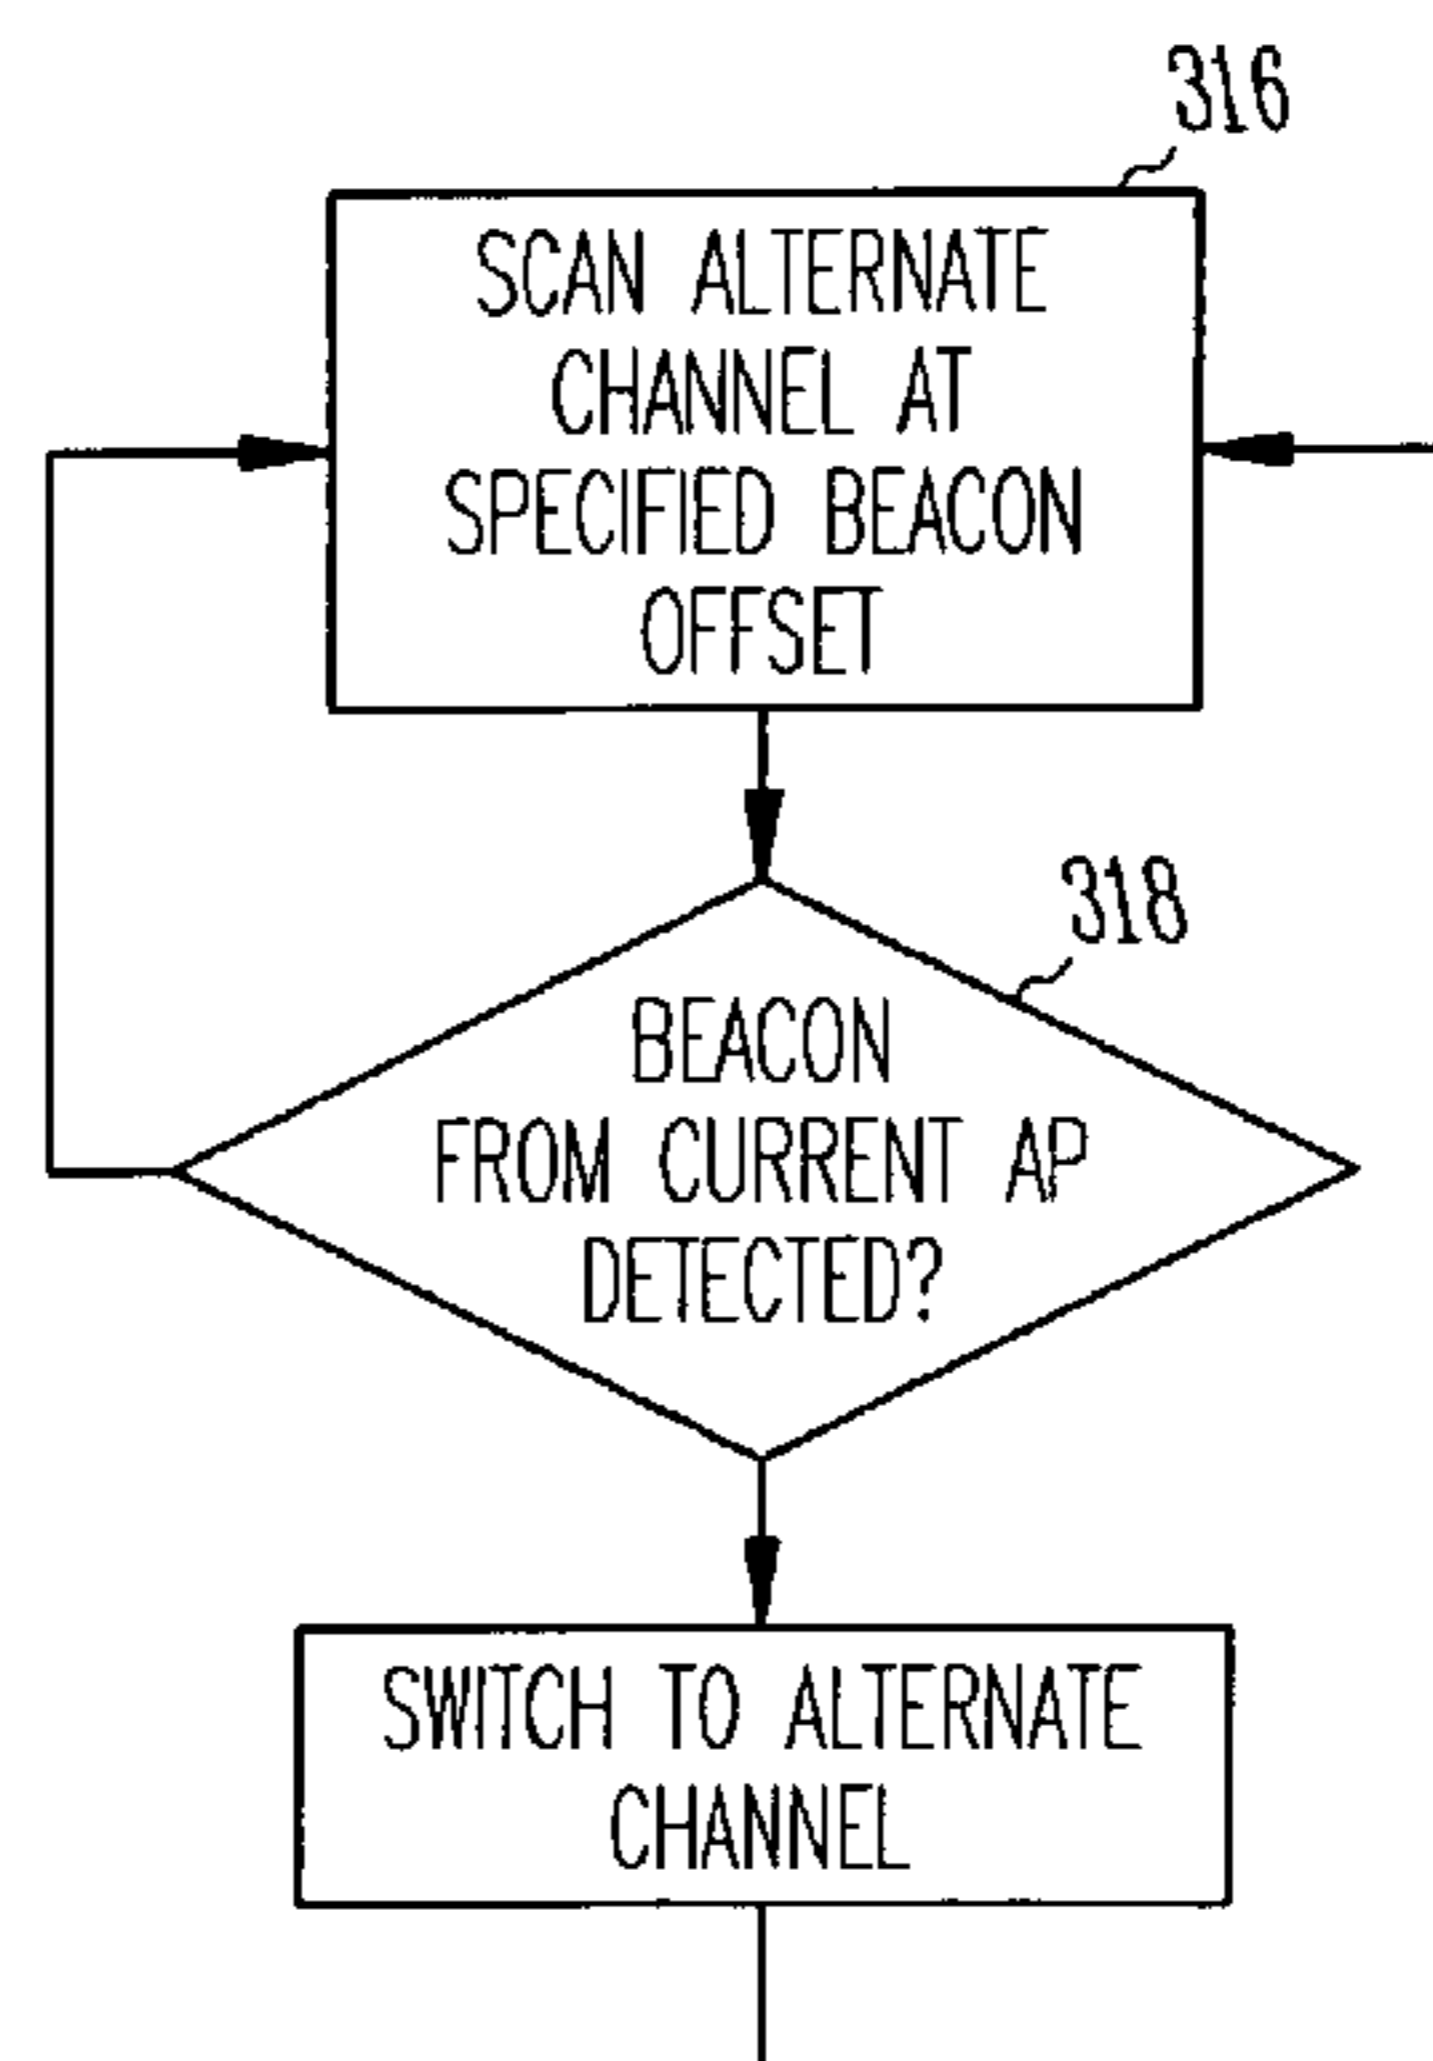 316
SCAN ALTERNATE
CHANNEL AT
SPECIFIED BEACON
OFFSET
318
BEACON
FROM CURRENT AP
DETECTED?
SWITCH TO ALTERNATE
CHANNEL